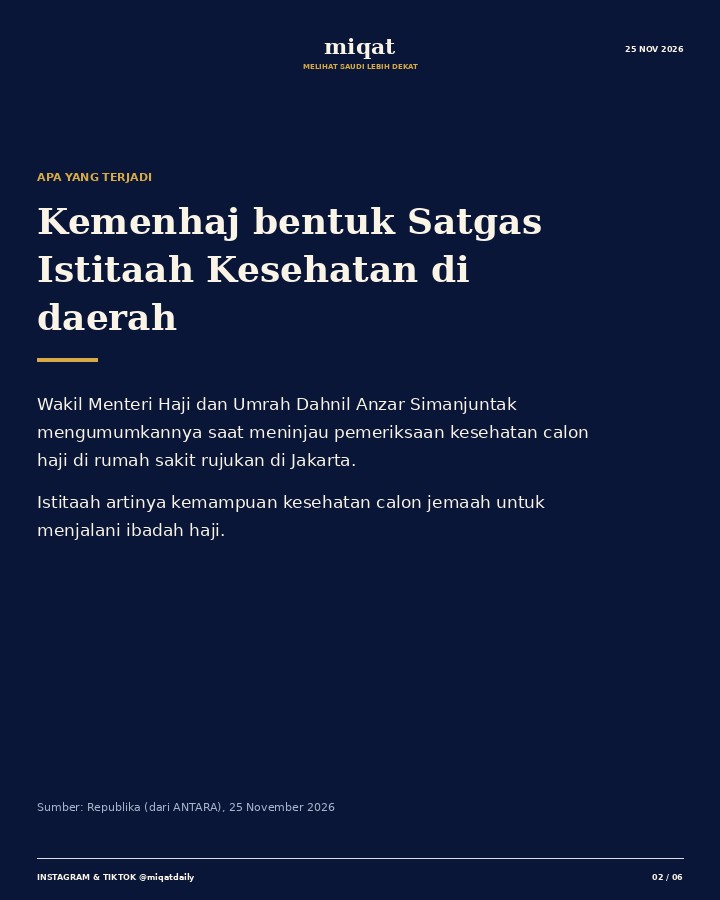 miqat
MELIHAT SAUDI LEBIH DEKAT
25 NOV 2026
APA YANG TERJADI
Kemenhaj bentuk Satgas
Istitaah Kesehatan di
daerah
Wakil Menteri Haji dan Umrah Dahnil Anzar Simanjuntak
mengumumkannya saat meninjau pemeriksaan kesehatan calon
haji di rumah sakit rujukan di Jakarta.
Istitaah artinya kemampuan kesehatan calon jemaah untuk
menjalani ibadah haji.
Sumber: Republika (dari ANTARA), 25 November 2026
INSTAGRAM & TIKTOK @miqatdaily
02 / 06